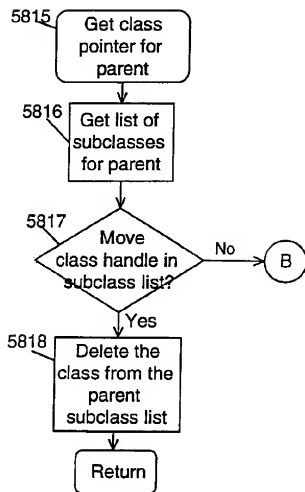 5815
Get class
pointer for
parent
5816
Get list of
subclasses
for parent
5817
Move
class handle in
subclass list?
No
B
Yes
5818
Delete the
class from the
parent
subclass list
Return